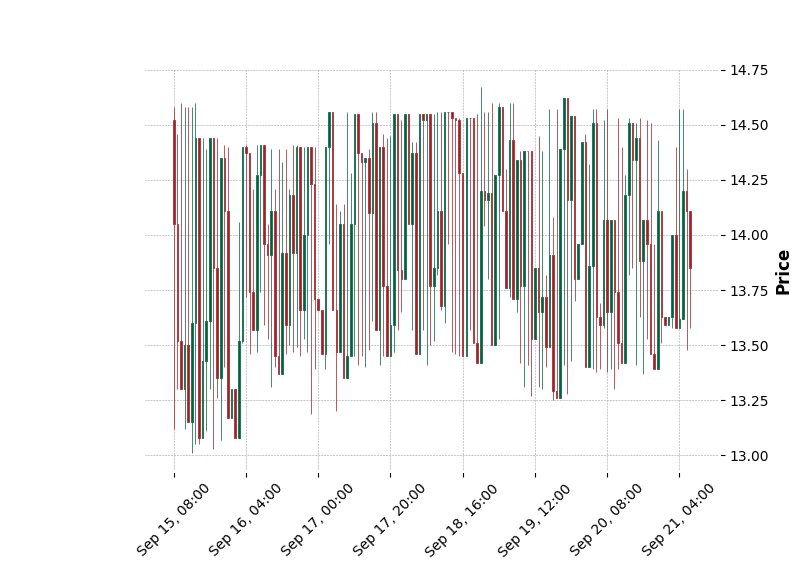 14.75
14.50
14.25
14.00
13.75
13.50
13.25
13.00
Price
Sep 15, 08:00
Sep 16, 04:00
Sep 17, 00:00
Sep 17, 20:00
Sep 18, 16:00
Sep 19, 12:00
Sep 20, 08:00
Sep 21, 04:00